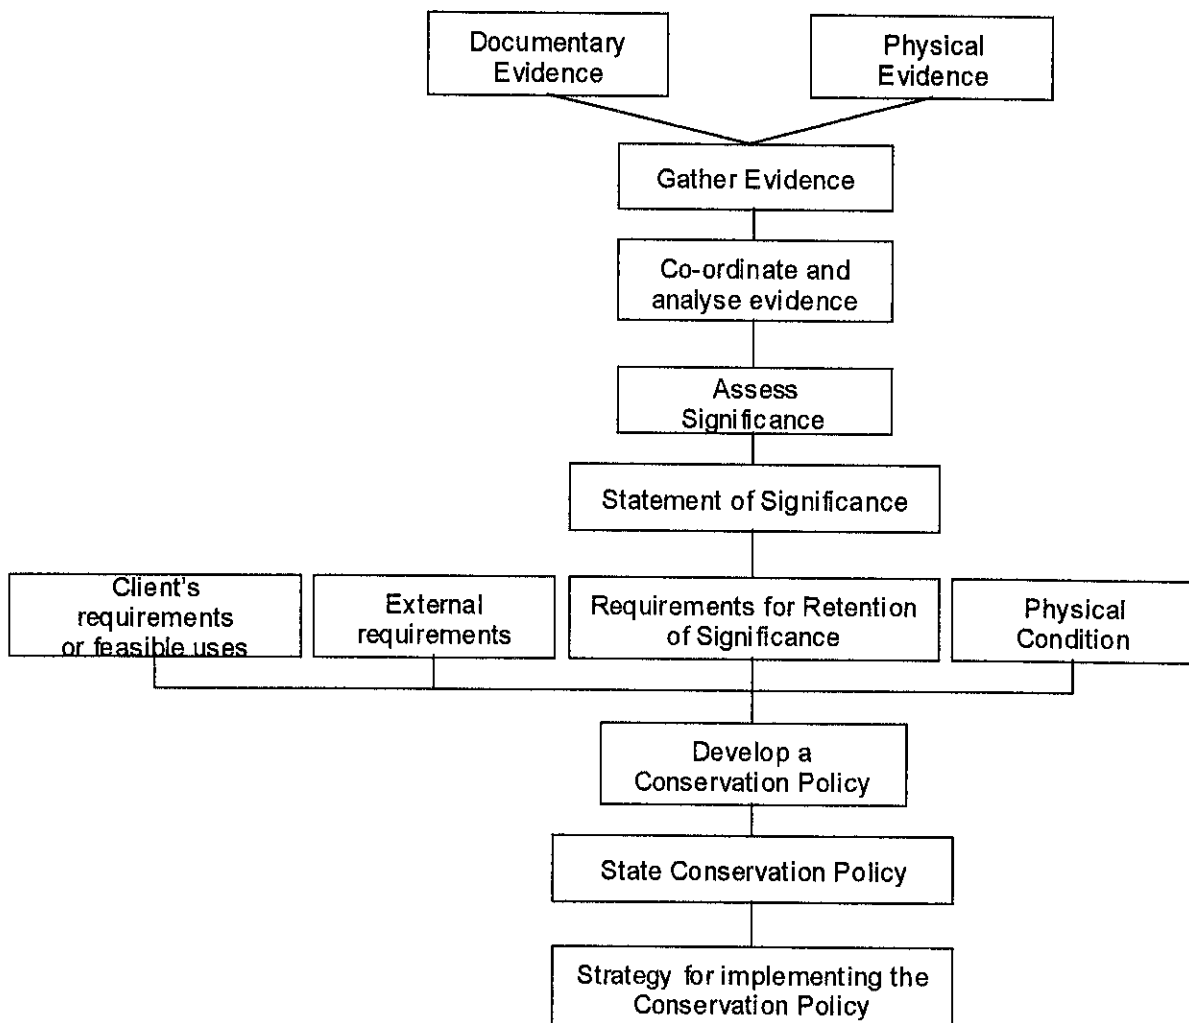 Documentary
Evidence
Physical
Evidence
Gather Evidence
Co-ordinate and
analyse evidence
Assess
Significance
Statement of Significance
Client's
requirements
or feasible uses
External
requirements
Requirements for Retention
of Significance
Physical
Condition
Develop a
Conservation Policy
State Conservation Policy
Strategy for implementing the
Conservation Policy